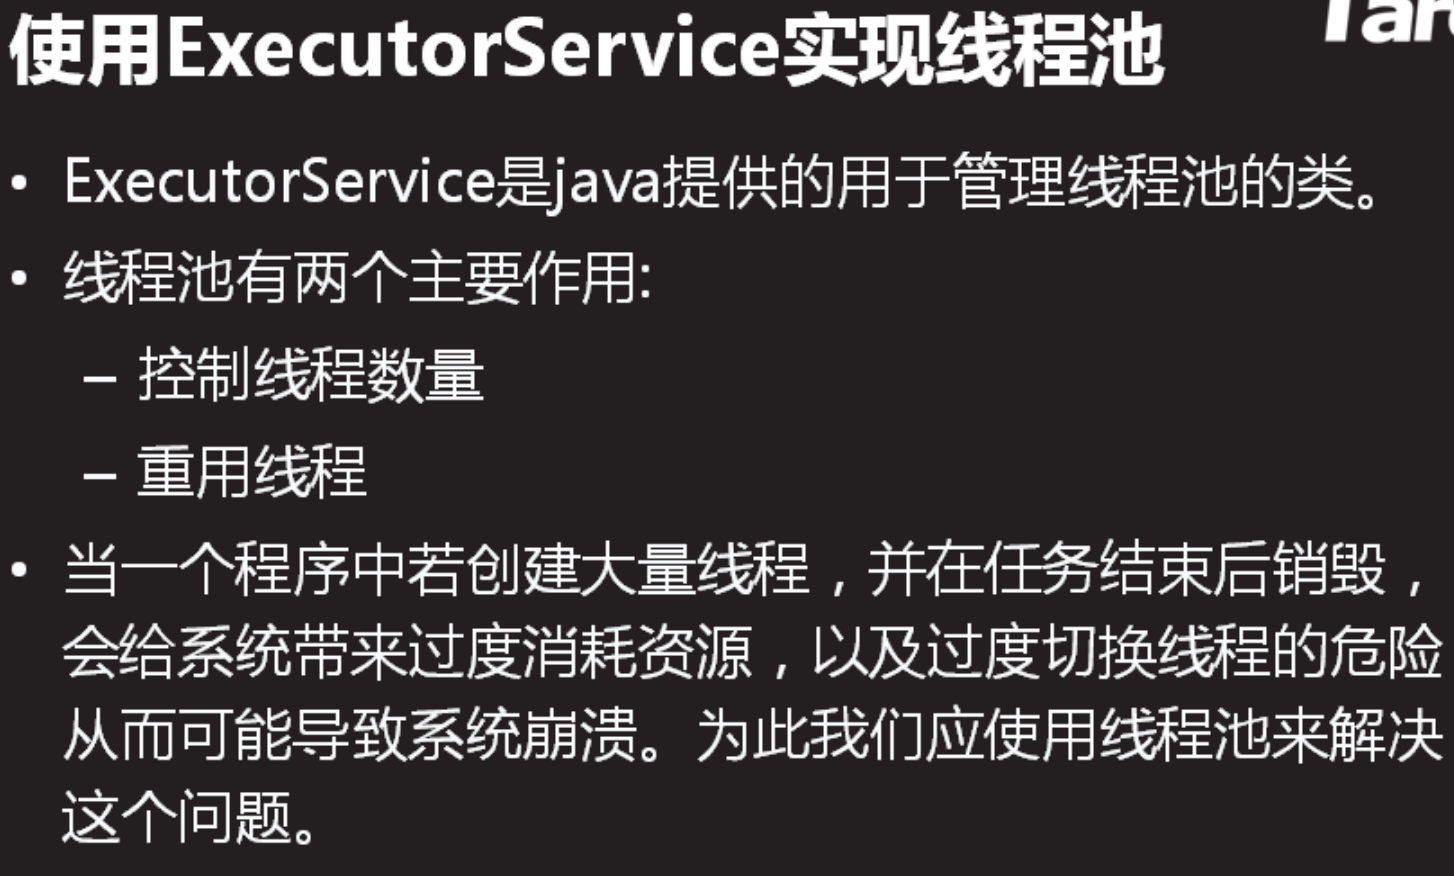 使用ExecutorService实现线程池
• ExecutorService是java提供的用于管理线程池的类。
• 线程池有两个主要作用:
– 控制线程数量
– 重用线程
• 当一个程序中若创建大量线程，并在任务结束后销毁，
会给系统带来过度消耗资源，以及过度切换线程的危险
从而可能导致系统崩溃。为此我们应使用线程池来解决
这个问题。